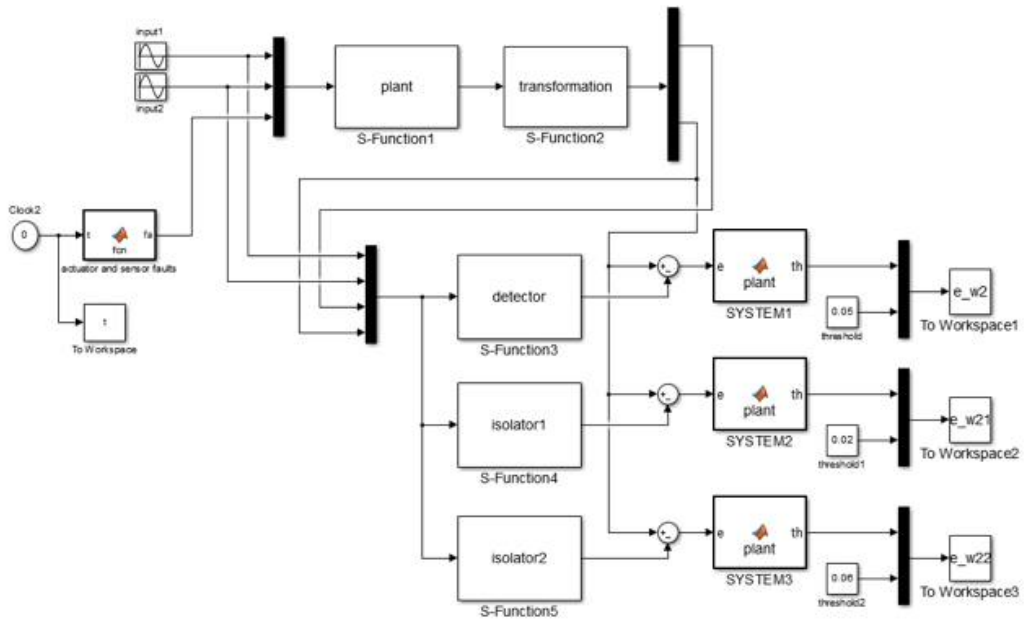 input1
input2
plant
S-Function1
transformation
S-Function2
Clock2
0
t
fcn
fa
actuator and sensor faults
t
To Workspace
detector
S-Function3
+
-
e
plant
th
SYSTEM1
0.05
threshold
e_w2
To Workspace1
isolator1
S-Function4
+
-
e
plant
th
SYSTEM2
0.02
threshold1
e_w21
To Workspace2
isolator2
S-Function5
+
-
e
plant
th
SYSTEM3
0.06
threshold2
e_w22
To Workspace3